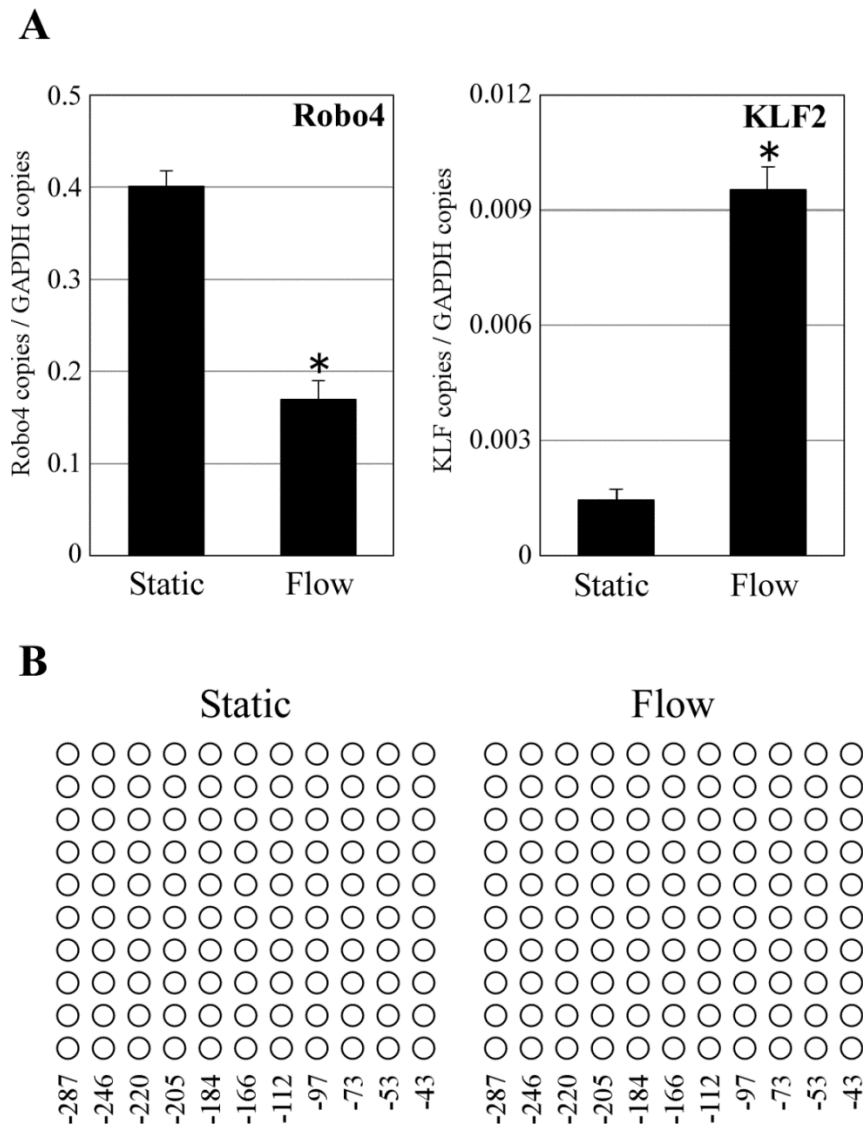 A
Robo4 copies / GAPDH copies
0.5
0.4
0.3
0.2
0.1
0
Robo4
*
Static Flow
KLF copies / GAPDH copies
0.012
0.009
0.006
0.003
0
KLF2
*
Static Flow
B
Static
-287 -246 -220 -205 -184 -166 -112 -97 -73 -53 -43
Flow
-287 -246 -220 -205 -184 -166 -112 -97 -73 -53 -43